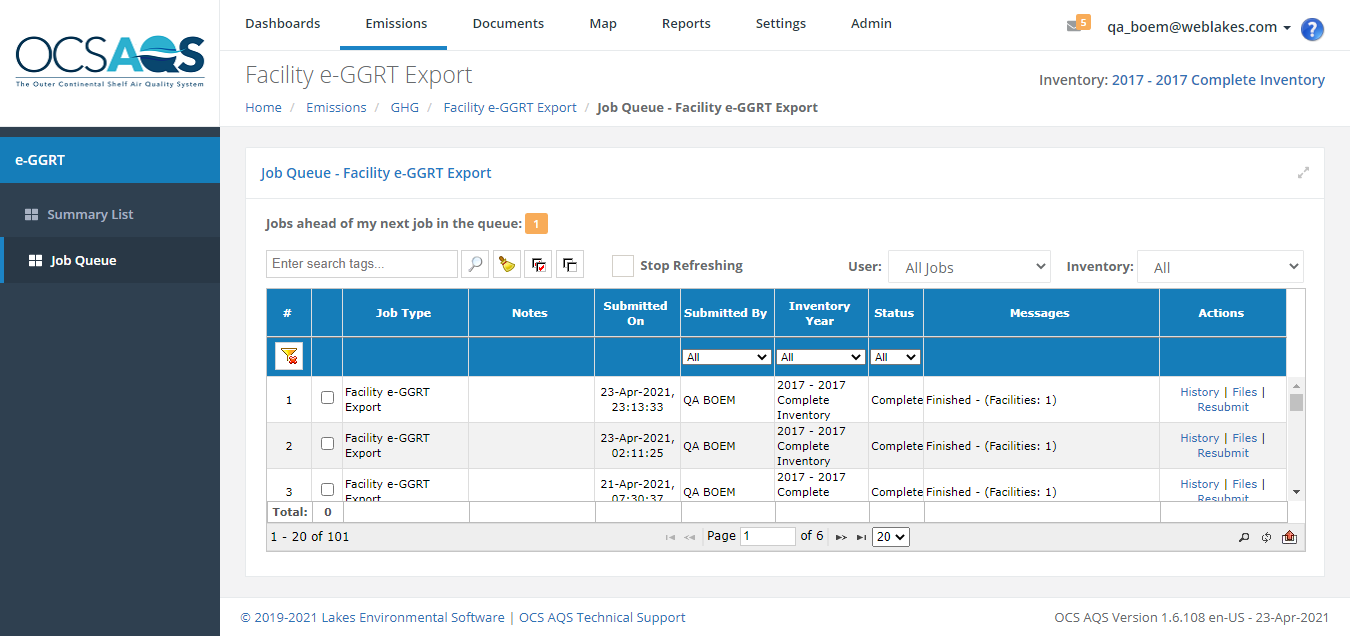 OCSAQS
The Outer Continental Shelf Air Quality System
Dashboards Emissions Documents Map Reports Settings Admin
5 qa_boem@weblakes.com ?
Facility e-GGRT Export
Inventory: 2017 - 2017 Complete Inventory
Home / Emissions / GHG / Facility e-GGRT Export / Job Queue - Facility e-GGRT Export
e-GGRT
Summary List
Job Queue
Job Queue - Facility e-GGRT Export
Jobs ahead of my next job in the queue: 1
Enter search tags... Stop Refreshing User: All Jobs Inventory: All
# Job Type Notes Submitted On Submitted By Inventory Year Status Messages Actions
All All All
1 Facility e-GGRT Export 23-Apr-2021, 23:13:33 QA BOEM 2017 - 2017 Complete Inventory Complete Finished - (Facilities: 1) History | Files | Resubmit
2 Facility e-GGRT Export 23-Apr-2021, 02:11:25 QA BOEM 2017 - 2017 Complete Inventory Complete Finished - (Facilities: 1) History | Files | Resubmit
3 Facility e-GGRT Export 21-Apr-2021, 07:30:37 QA BOEM 2017 - 2017 Complete Complete Finished - (Facilities: 1) History | Files | Resubmit
Total: 0
1 - 20 of 101 Page 1 of 6 20
© 2019-2021 Lakes Environmental Software | OCS AQS Technical Support
OCS AQS Version 1.6.108 en-US - 23-Apr-2021